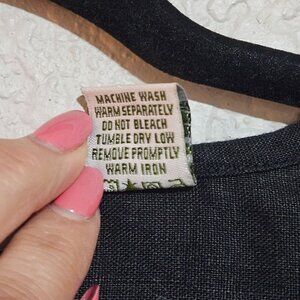 MACHINE WASH
WARM SEPARATELY
DO NOT BLEACH
TUMBLE DRY LOW
REMOVE PROMPTLY
WARM IRON